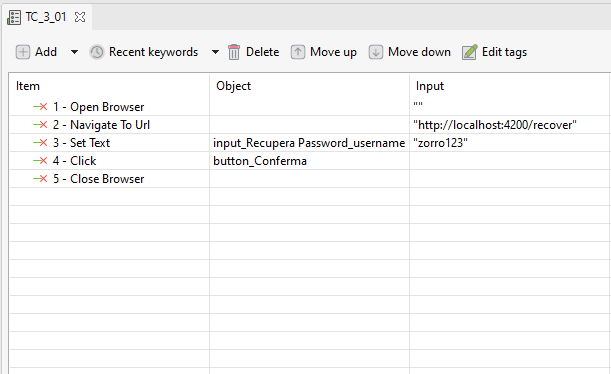 TC_3_01
Add Recent keywords Delete Move up Move down Edit tags
Item Object Input
1 - Open Browser ""
2 - Navigate To Url "http://localhost:4200/recover"
3 - Set Text input_Recupera Password_username "zorro123"
4 - Click button_Conferma
5 - Close Browser